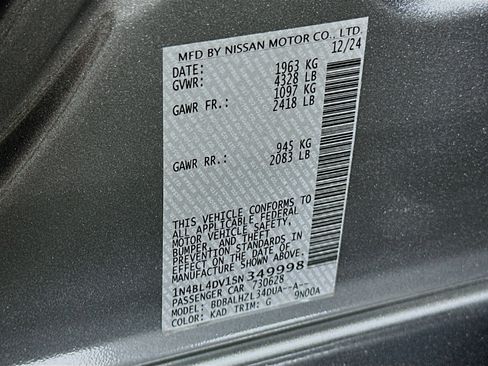 MFD BY NISSAN MOTOR CO., LTD.
12/24
DATE: 1963 KG
GVWR: 4328 LB
1097 KG
GAWR FR.: 2418 LB
945 KG
GAWR RR.: 2083 LB
THIS VEHICLE CONFORMS TO
ALL APPLICABLE FEDERAL
MOTOR VEHICLE SAFETY,
BUMPER, AND THEFT
PREVENTION STANDARDS IN
EFFECT ON THE DATE OF
MANUFACTURE SHOWN ABOVE.
1N4BL4DV1SN 349998
PASSENGER CAR 730628
MODEL: BDBALHZL34DUA--A--
COLOR: KAD TRIM: G 9N00A